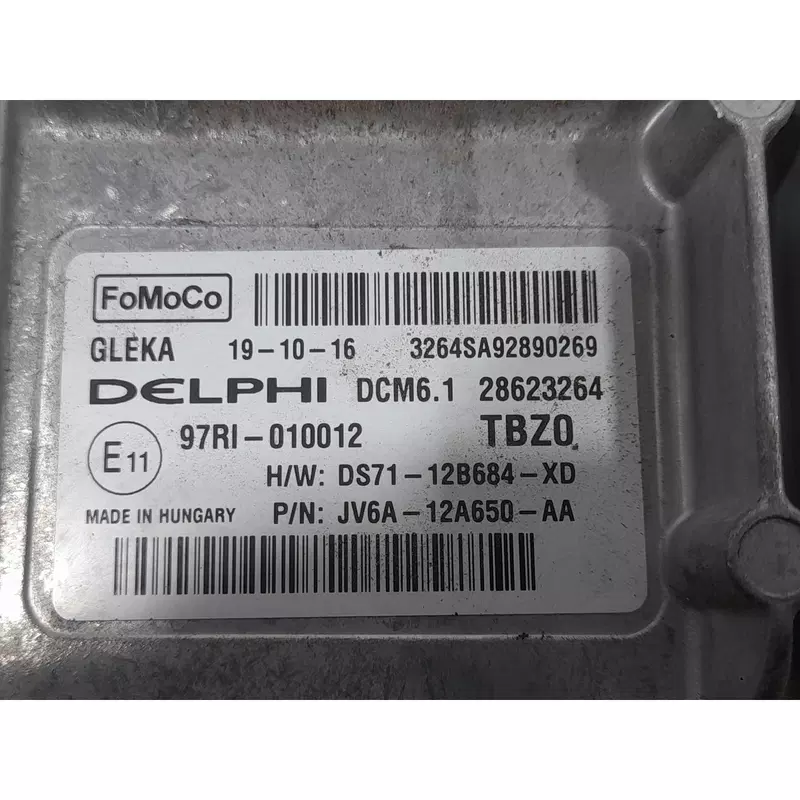 FoMoCo
GLEKA 19-10-16 3264SA92890269
DELPHI DCM6.1 28623264
E11 97RI-010012 TBZ0
H/W: DS71-12B684-XD
MADE IN HUNGARY P/N: JV6A-12A650-AA